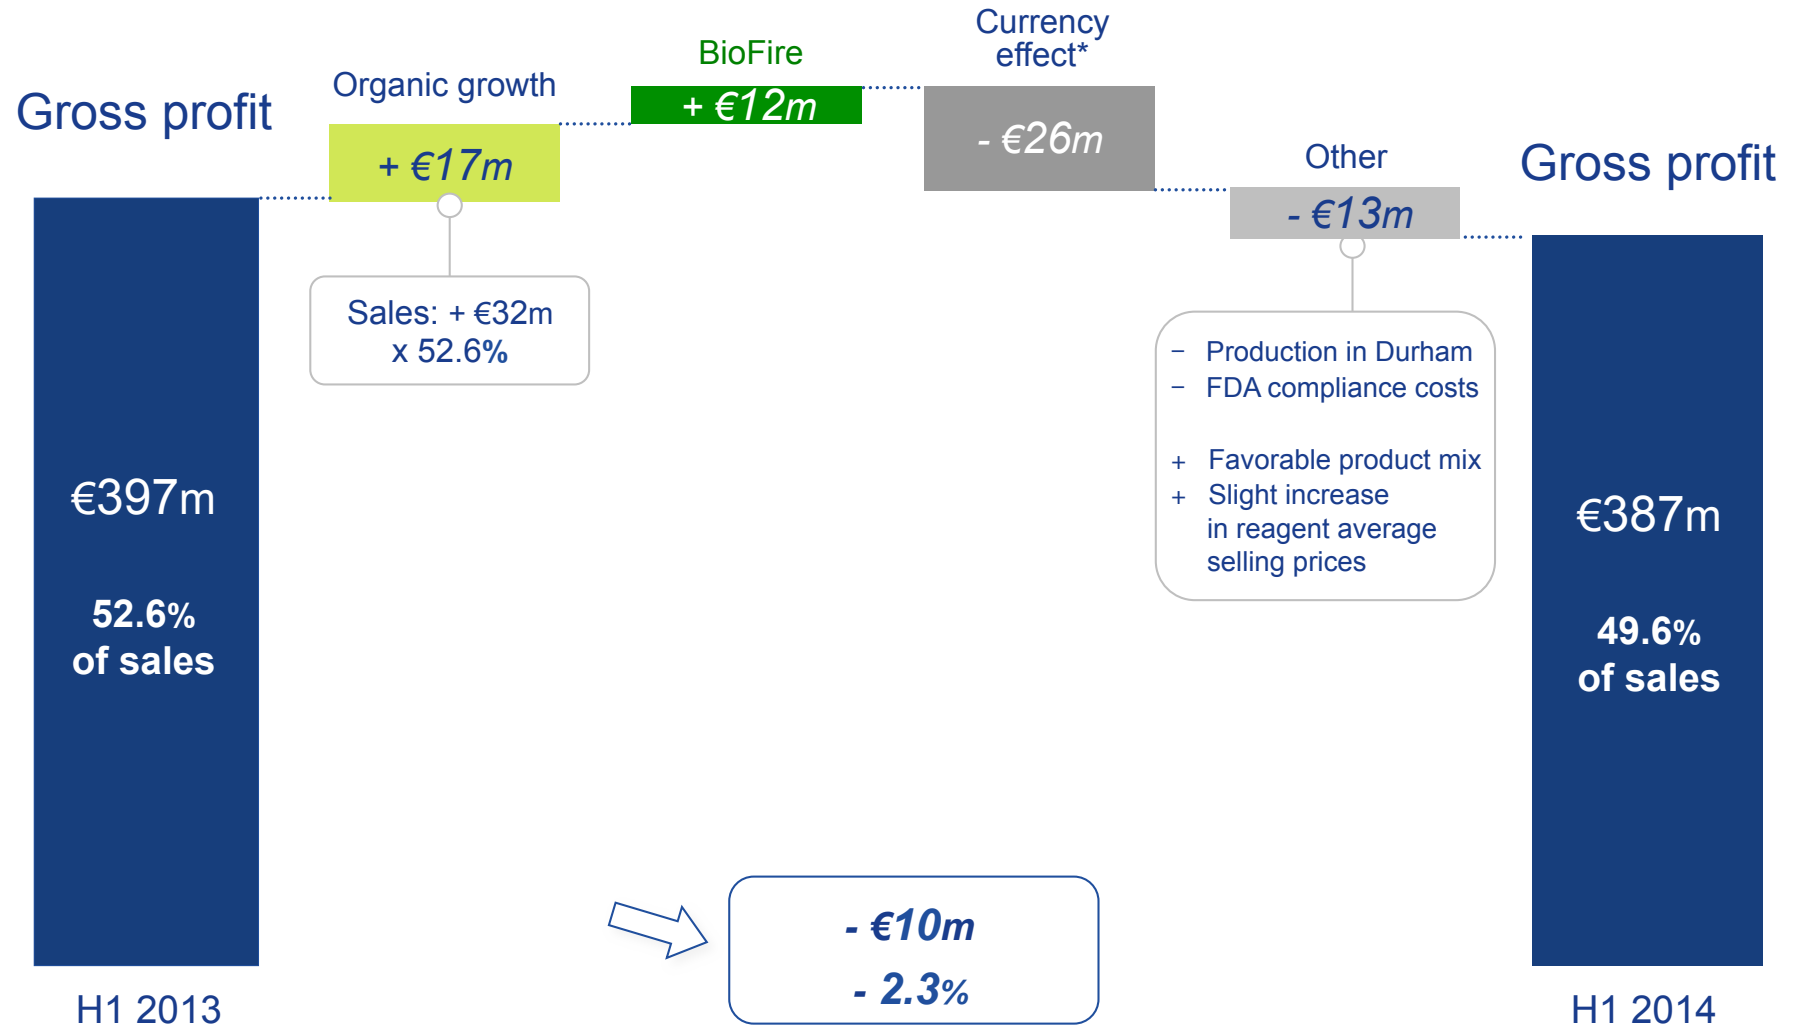 Gross profit
€397m
52.6%
of sales
H1 2013
Organic growth
+ €17m
Sales: + €32m
x 52.6%
BioFire
+ €12m
Currency
effect*
- €26m
Other
- €13m
− Production in Durham
− FDA compliance costs
+ Favorable product mix
+ Slight increase
in reagent average
selling prices
Gross profit
€387m
49.6%
of sales
H1 2014
- €10m
- 2.3%